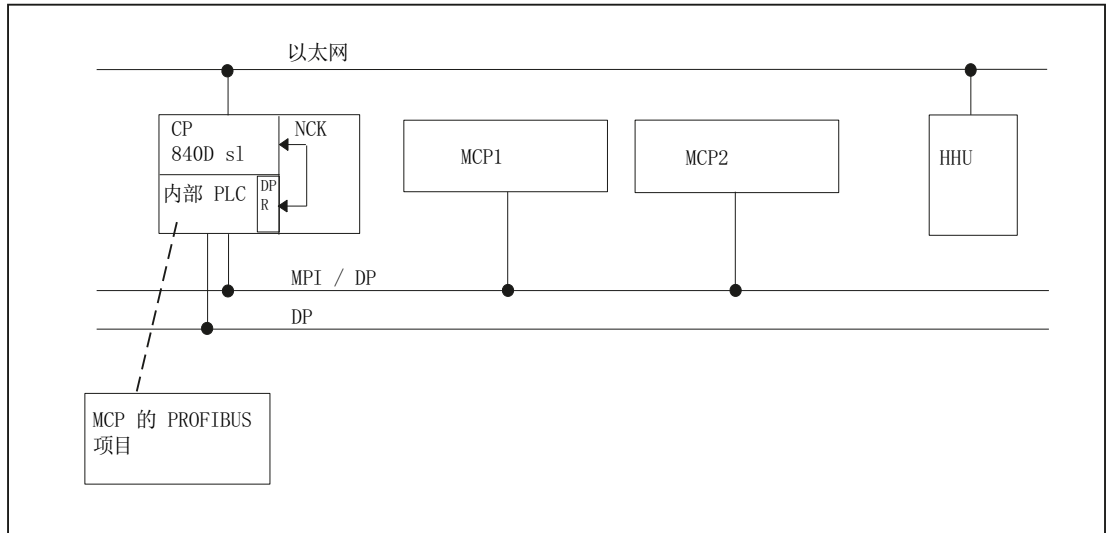 以太网
CP
840D sl
NCK
内部 PLC
DP
R
MCP1
MCP2
HHU
MPI / DP
DP
MCP 的 PROFIBUS
项目